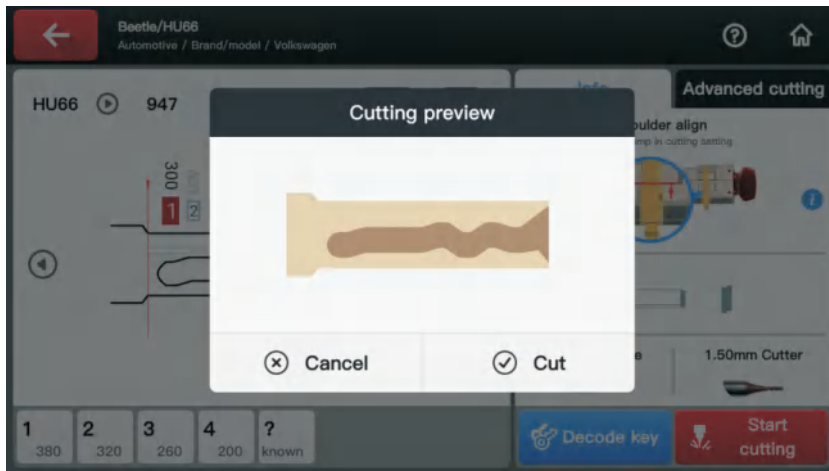 Beetle/HU66
Automotive / Brand/model / Volkswagen
HU66
947
Advanced cutting
Cutting preview
oulder align
mp in cutting setting
300
1
2
Cancel
Cut
e
1.50mm Cutter
1
380
2
320
3
260
4
200
?
known
Decode key
Start
cutting